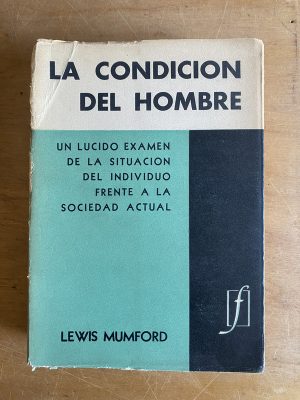 LA CONDICION
DEL HOMBRE
UN LUCIDO EXAMEN
DE LA SITUACION
DEL INDIVIDUO
FRENTE A LA
SOCIEDAD ACTUAL
[f]
LEWIS MUMFORD